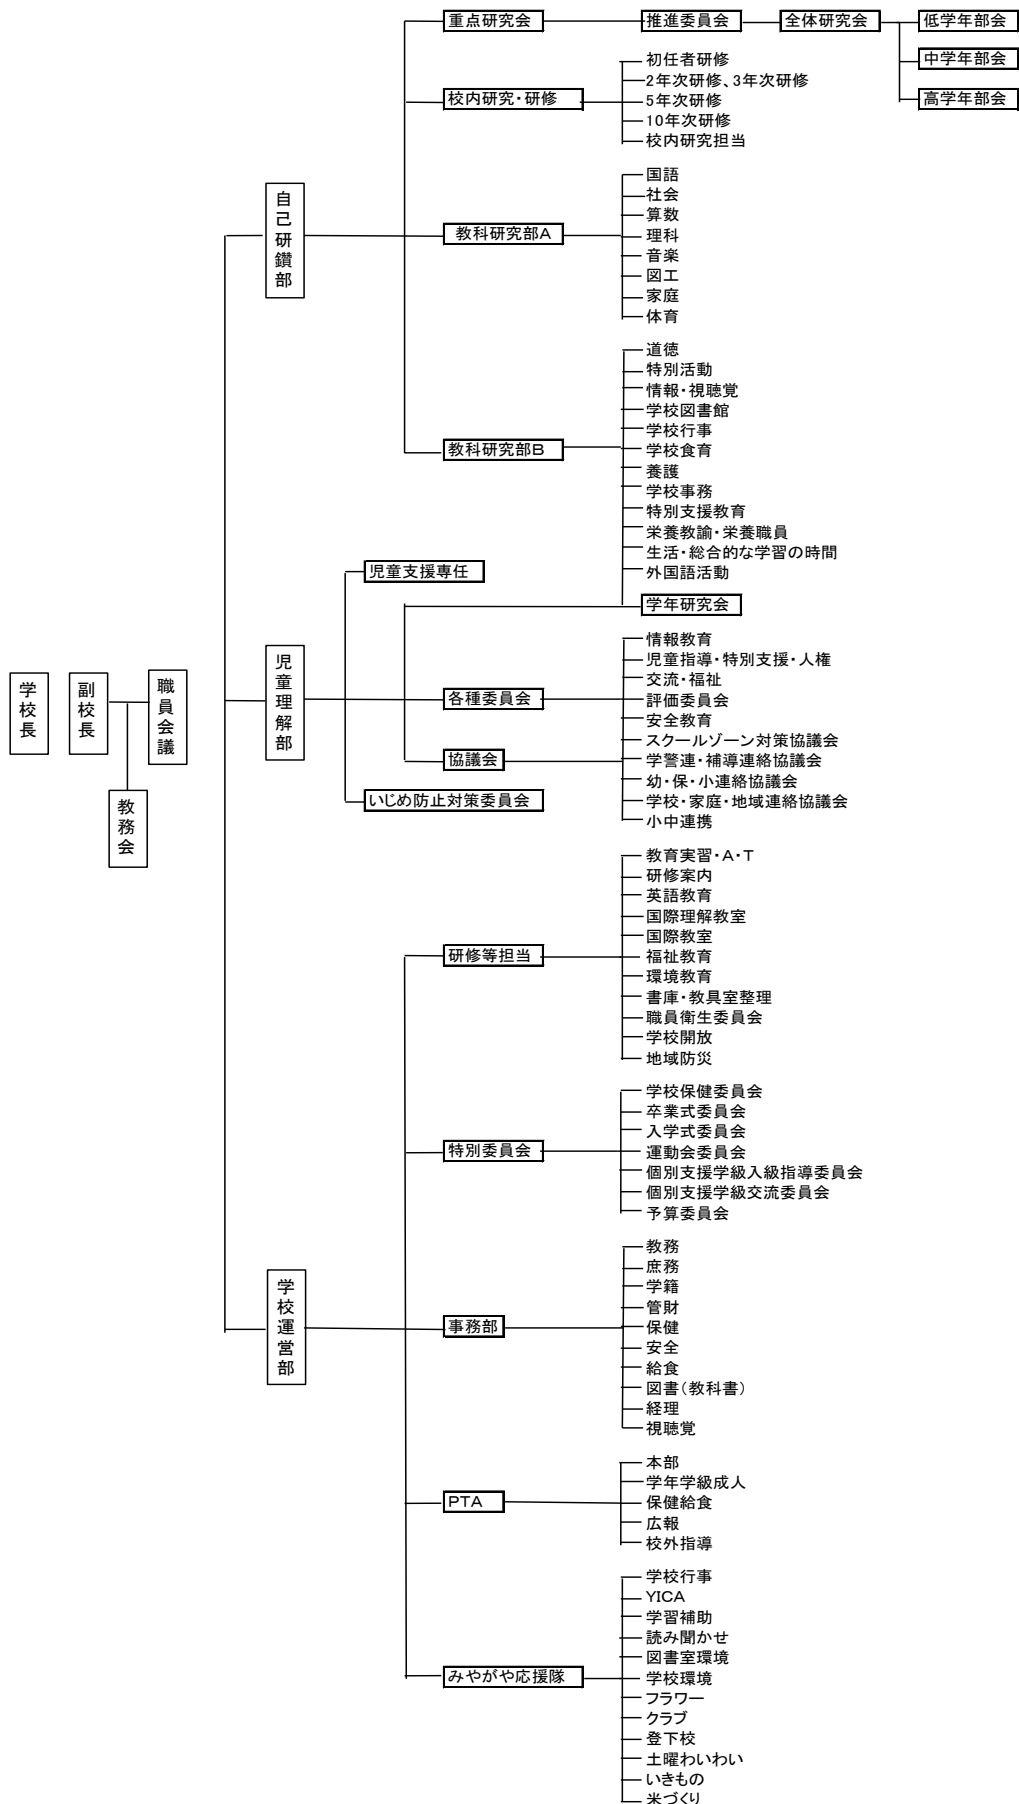 重点研究会
推進委員会
全体研究会
低学年部会
中学年部会
高学年部会
校内研究・研修
初任者研修
2年次研修、3年次研修
5年次研修
10年次研修
校内研究担当
自己研鑽部
教科研究部A
国語
社会
算数
理科
音楽
図工
家庭
体育
教科研究部B
道徳
特別活動
情報・視聴覚
学校図書館
学校行事
学校食育
養護
学校事務
特別支援教育
栄養教諭・栄養職員
生活・総合的な学習の時間
外国語活動
児童支援専任
学年研究会
学校長
副校長
職員会議
教務会
児童理解部
各種委員会
協議会
情報教育
児童指導・特別支援・人権
交流・福祉
評価委員会
安全教育
スクールゾーン対策協議会
学警連・補導連絡協議会
幼・保・小連絡協議会
学校・家庭・地域連絡協議会
小中連携
いじめ防止対策委員会
研修等担当
教育実習・A・T
研修案内
英語教育
国際理解教室
国際教室
福祉教育
環境教育
書庫・教具室整理
職員衛生委員会
学校開放
地域防災
特別委員会
学校保健委員会
卒業式委員会
入学式委員会
運動会委員会
個別支援学級入級指導委員会
個別支援学級交流委員会
予算委員会
学校運営部
事務部
教務
庶務
学籍
管財
保健
安全
給食
図書(教科書)
経理
視聴覚
PTA
本部
学年学級成人
保健給食
広報
校外指導
みやがや応援隊
学校行事
YICA
学習補助
読み聞かせ
図書室環境
学校環境
フラワー
クラブ
登下校
土曜わいわい
いきもの
米づくり